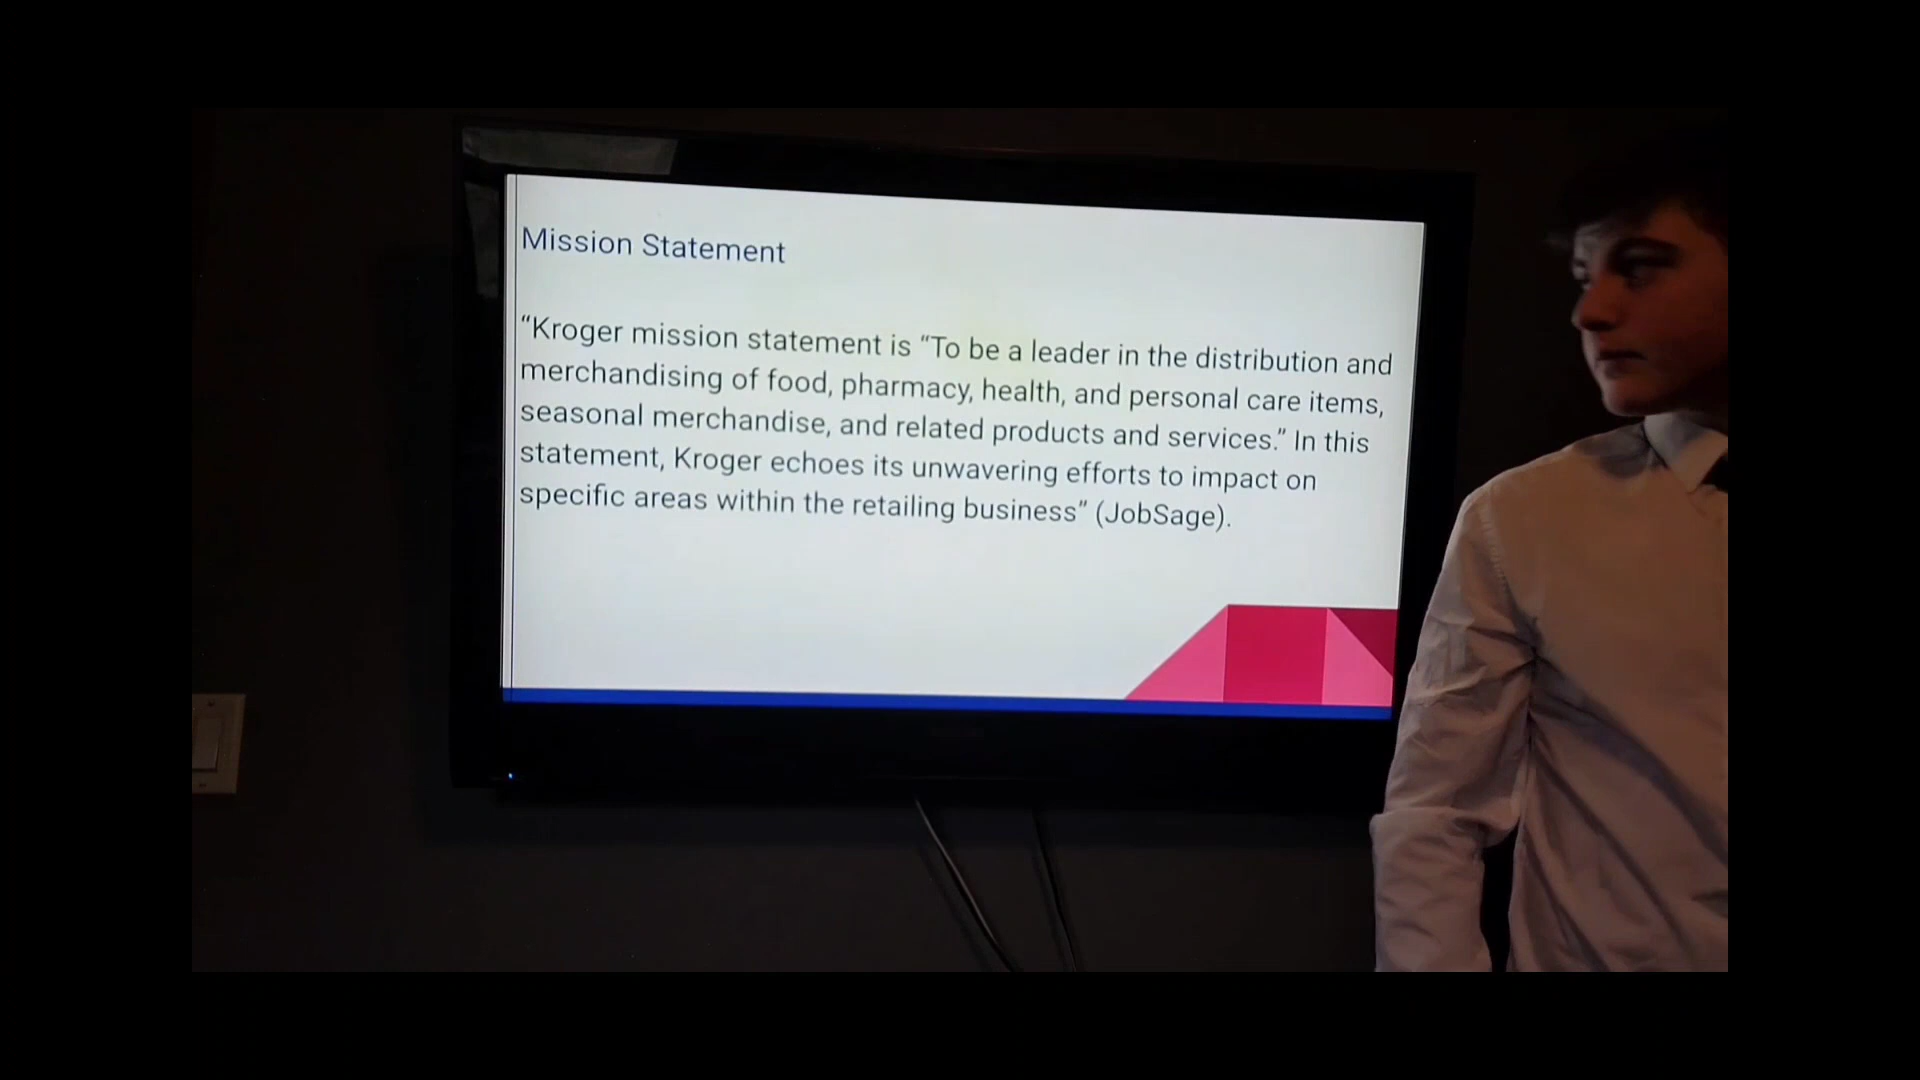 Mission Statement
“Kroger mission statement is “To be a leader in the distribution and
merchandising of food, pharmacy, health, and personal care items,
seasonal merchandise, and related products and services.” In this
statement, Kroger echoes its unwavering efforts to impact on
specific areas within the retailing business” (JobSage).